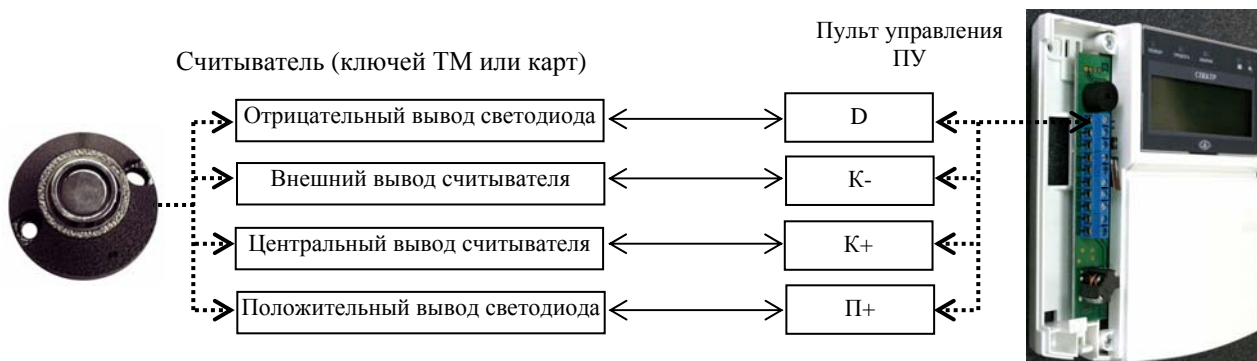 Пульт управления
ПУ
Считыватель (ключей ТМ или карт)
Отрицательный вывод светодиода
D
Внешний вывод считывателя
К-
Центральный вывод считывателя
К+
Положительный вывод светодиода
П+
СПЕКТР